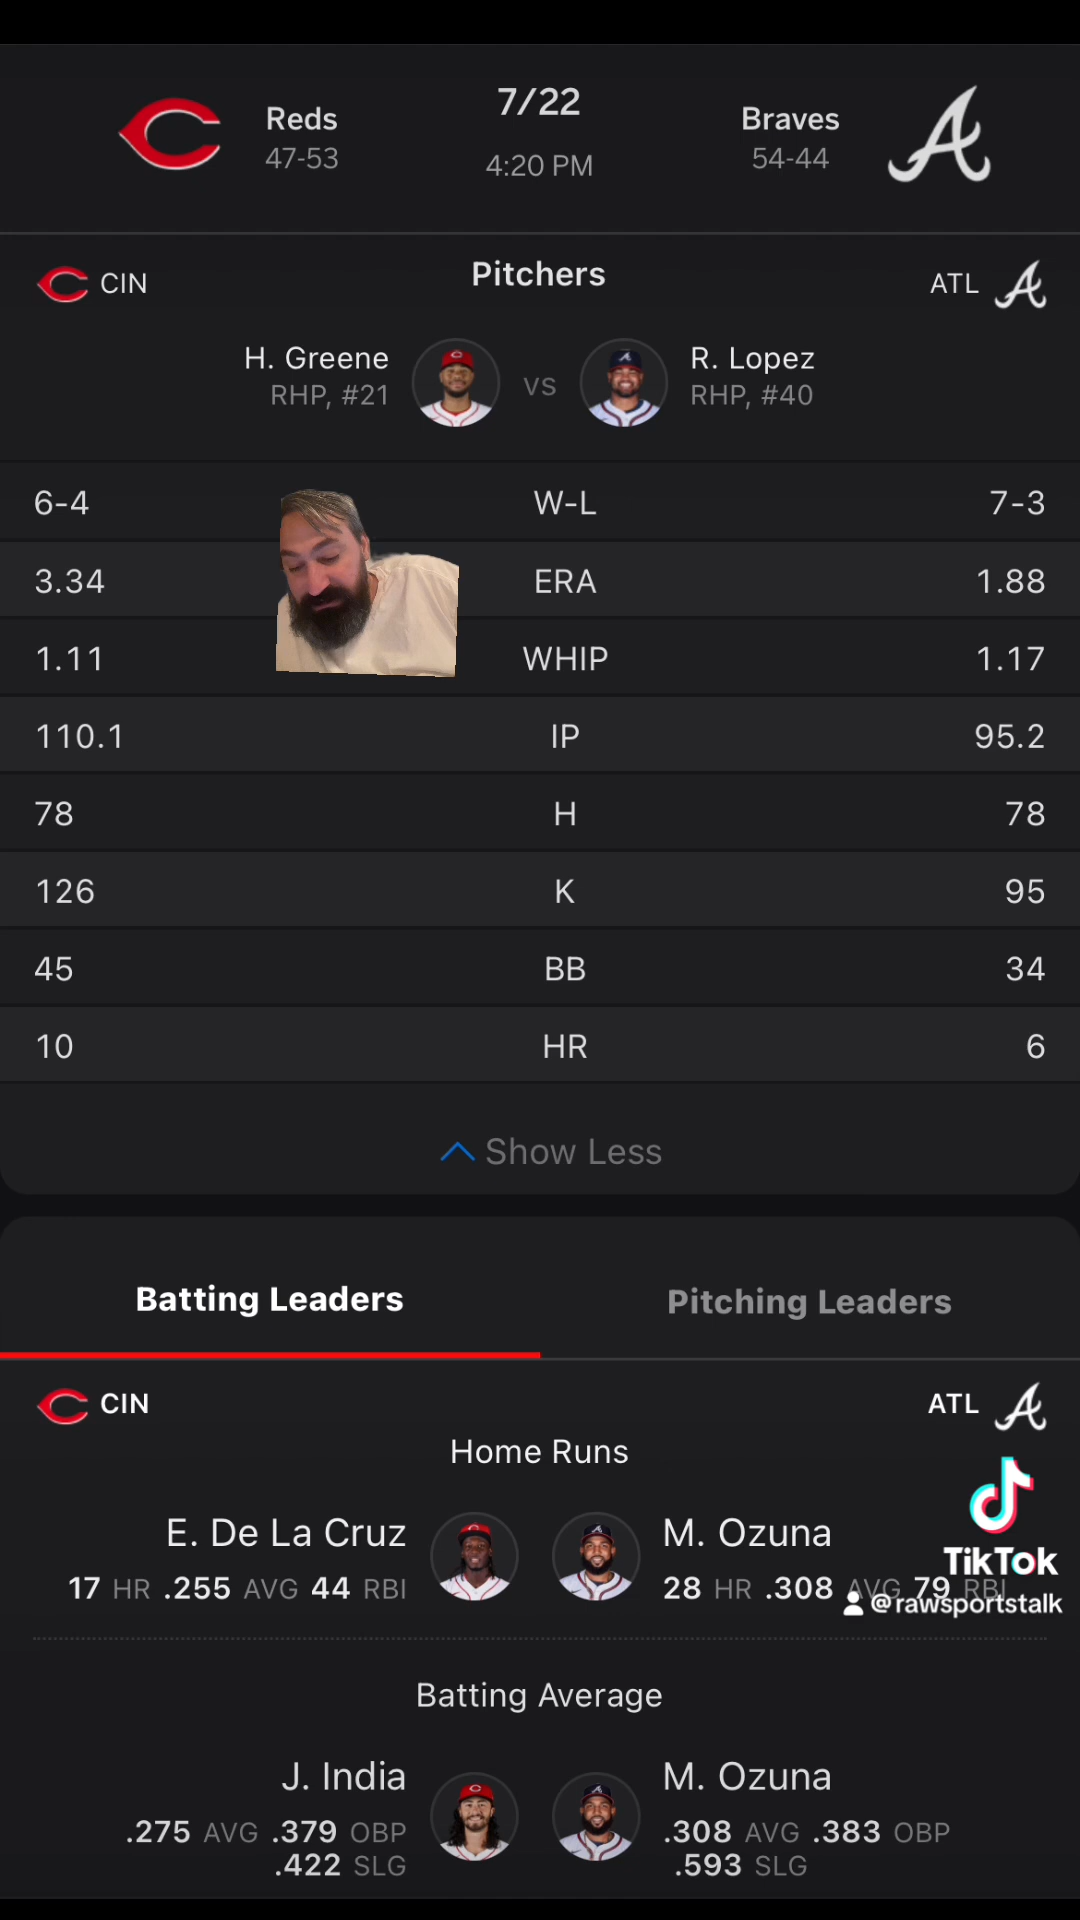 Reds 7/22 Braves
47-53 4:20 PM 54-44
CIN Pitchers ATL
H. Greene R. Lopez
RHP, #21 vs RHP, #40
6-4 W-L 7-3
3.34 ERA 1.88
1.11 WHIP 1.17
110.1 IP 95.2
78 H 78
126 K 95
45 BB 34
10 HR 6
Show Less
Batting Leaders Pitching Leaders
CIN ATL
Home Runs
E. De La Cruz M. Ozuna
17 HR .255 AVG 44 RBI 28 HR .308 AVG 79 RBI
TikTok
@rawsportstalk
Batting Average
J. India M. Ozuna
.275 AVG .379 OBP .308 AVG .383 OBP
.422 SLG .593 SLG